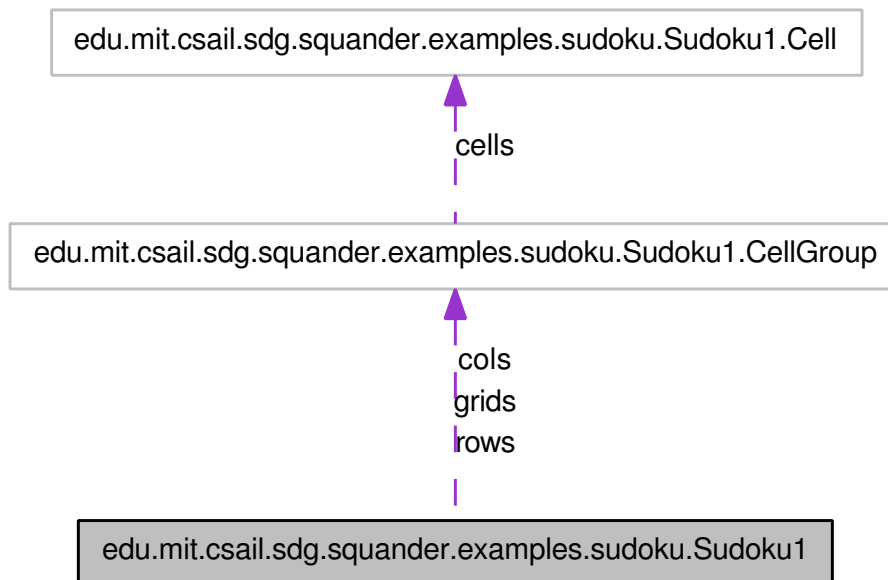 edu.mit.csail.sdg.squander.examples.sudoku.Sudoku1.Cell
cells
edu.mit.csail.sdg.squander.examples.sudoku.Sudoku1.CellGroup
cols
grids
rows
edu.mit.csail.sdg.squander.examples.sudoku.Sudoku1